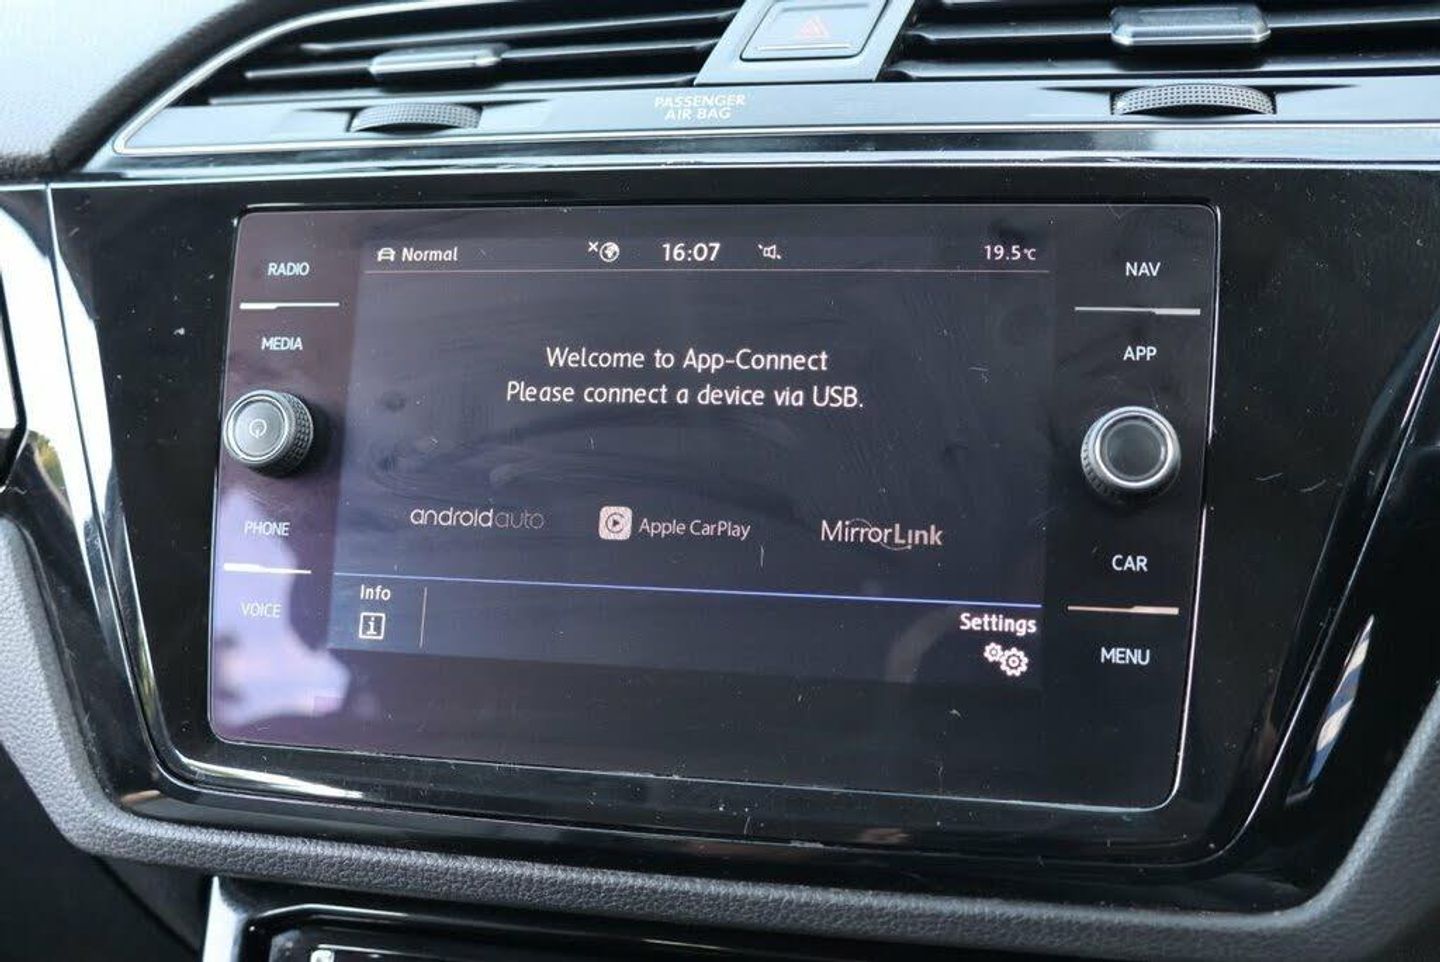 PASSENGER
AIR BAG
RADIO
MEDIA
PHONE
VOICE
Normal
16:07
19.5°C
Welcome to App-Connect
Please connect a device via USB.
androidauto
Apple CarPlay
MirrorLink
Info
i
Settings
NAV
APP
CAR
MENU